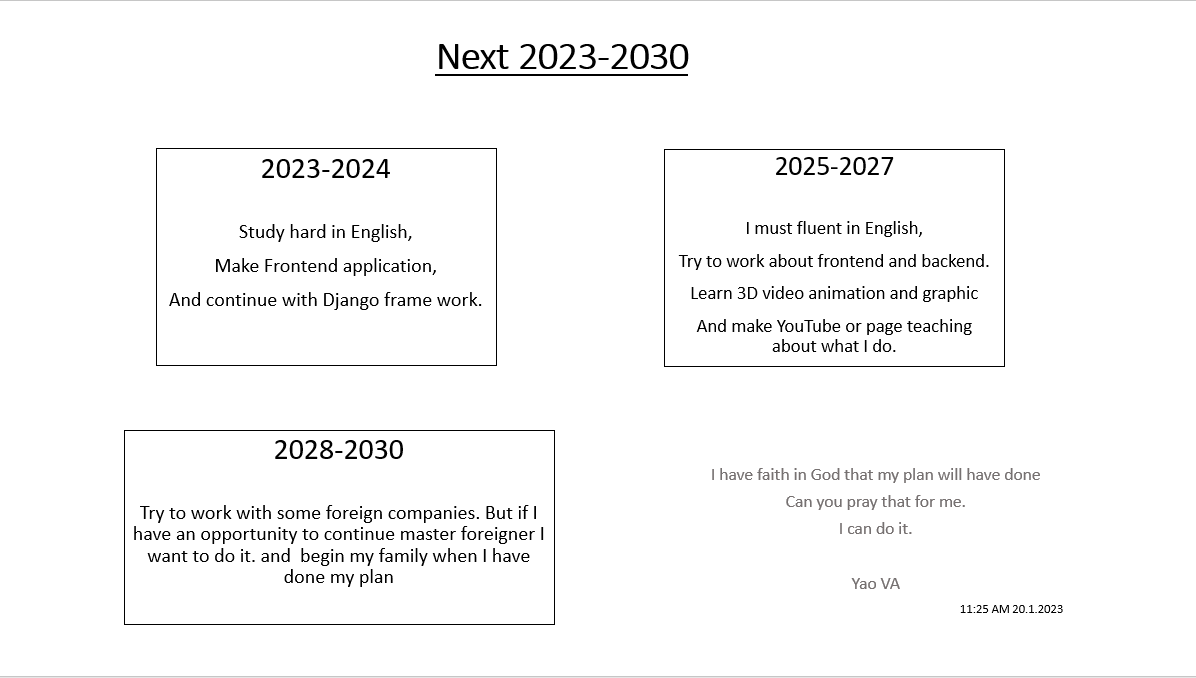 Next 2023-2030
2023-2024
Study hard in English,
Make Frontend application,
And continue with Django frame work.
2025-2027
I must fluent in English,
Try to work about frontend and backend.
Learn 3D video animation and graphic
And make YouTube or page teaching
about what I do.
2028-2030
Try to work with some foreign companies. But if I
have an opportunity to continue master foreigner I
want to do it. and  begin my family when I have
done my plan
I have faith in God that my plan will have done
Can you pray that for me.
I can do it.
Yao VA
11:25 AM 20.1.2023